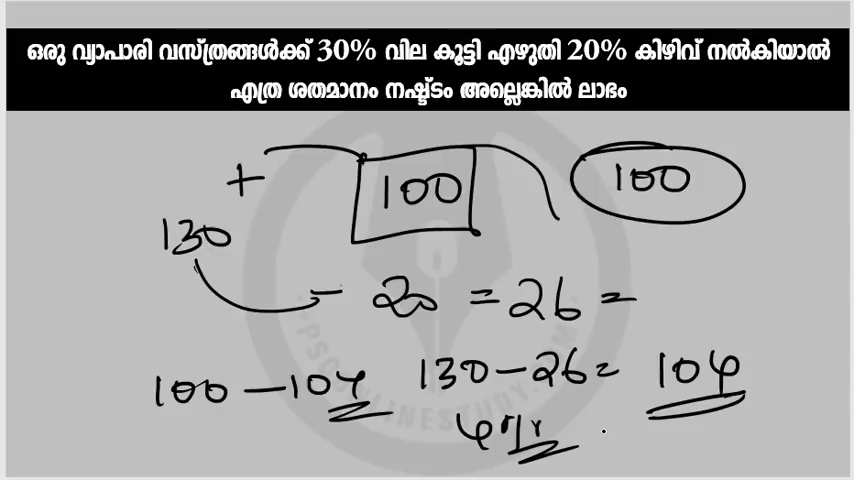 ഒരു വ്യാപാരി വസ്ത്രങ്ങൾക്ക് 30% വില കൂട്ടി എഴുതി 20% കിഴിവ് നൽകിയാൽ
എത്ര ശതമാനം നഷ്ട്ടം അല്ലെങ്കിൽ ലാഭം
+ 100 100
130
- 20 = 26 =
100 - 104 130 - 26 = 104
4%